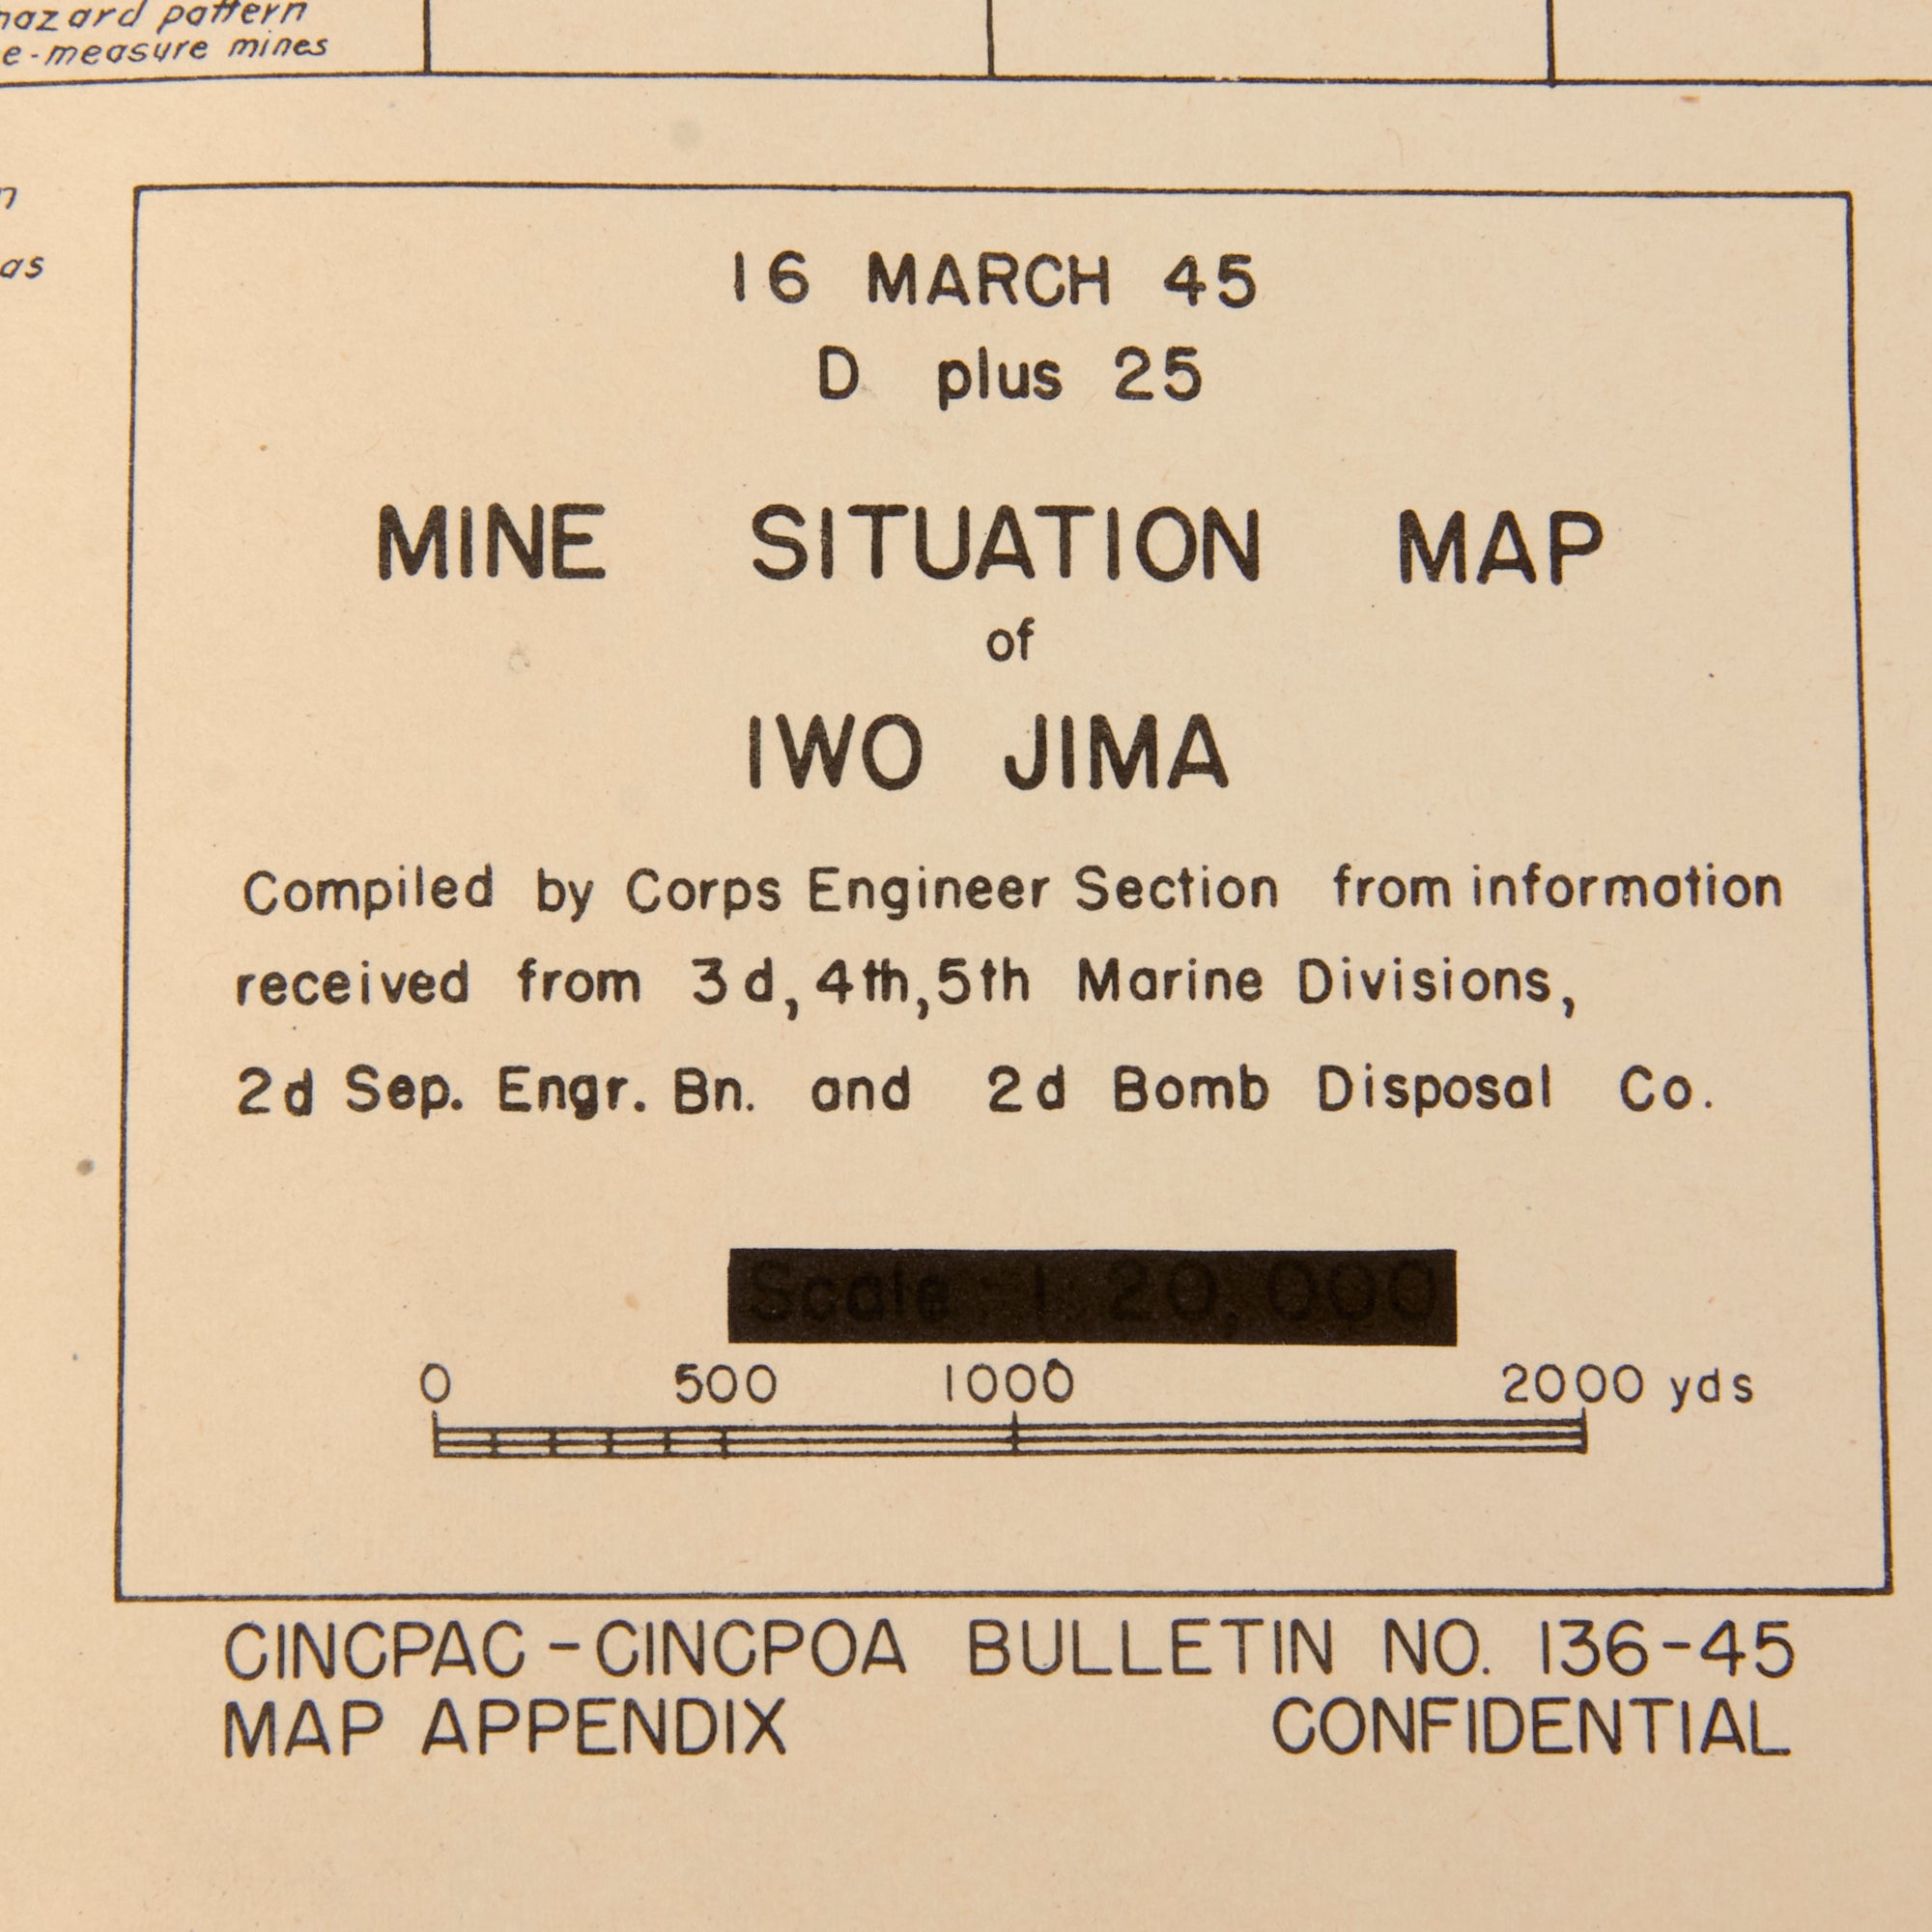 hazard pattern
e-measure mines
n
as
16 MARCH 45
D plus 25
MINE SITUATION MAP
of
IWO JIMA
Compiled by Corps Engineer Section from information
received from 3d, 4th, 5th Marine Divisions,
2d Sep. Engr. Bn. and 2d Bomb Disposal Co.
Scale - 1: 20,000
0 500 1000 2000 yds
CINCPAC - CINCPOA BULLETIN NO. 136-45
MAP APPENDIX CONFIDENTIAL